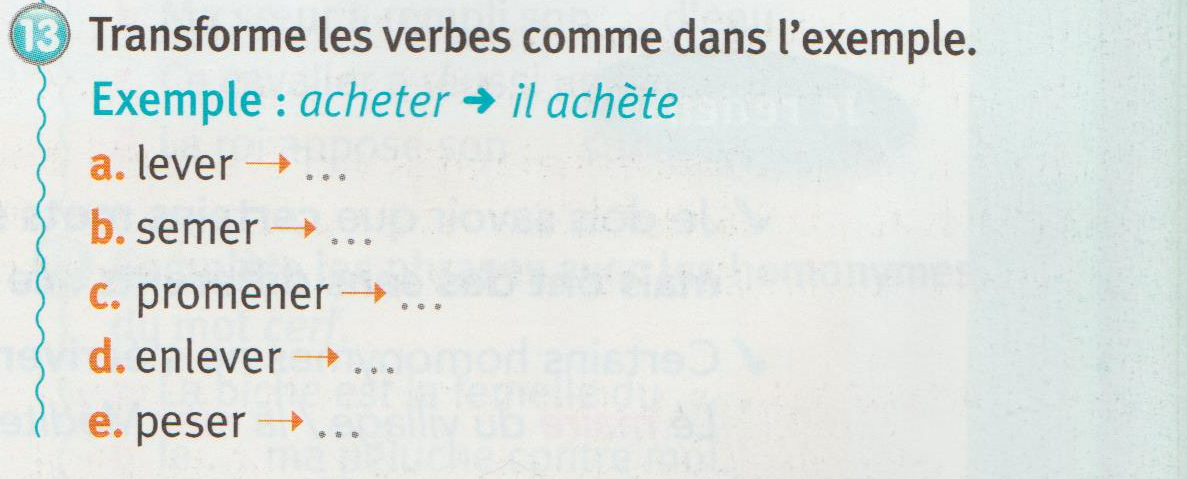 13 Transforme les verbes comme dans l'exemple.
Exemple : acheter → il achète
a. lever → ...
b. semer → ...
c. promener → ...
d. enlever → ...
e. peser → ...